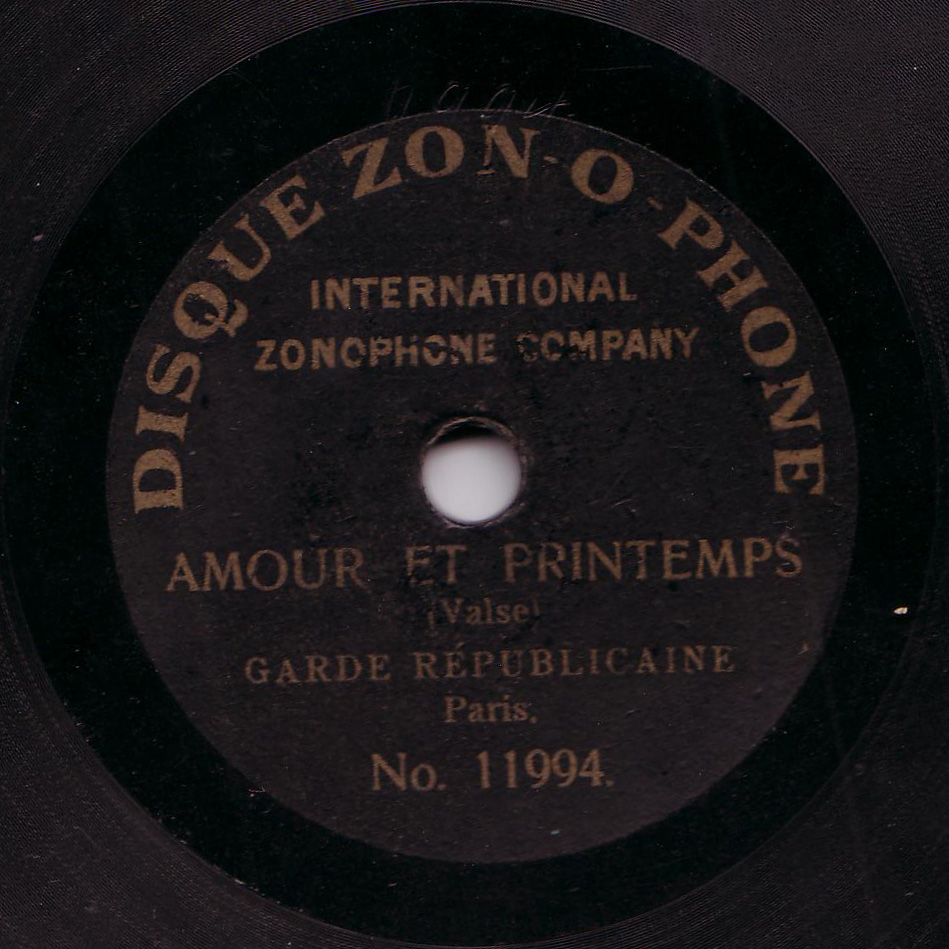 DISQUE ZON-O-PHONE
INTERNATIONAL
ZONOPHONE COMPANY
AMOUR ET PRINTEMPS
(Valse)
GARDE RÉPUBLICAINE
Paris.
No. 11994.